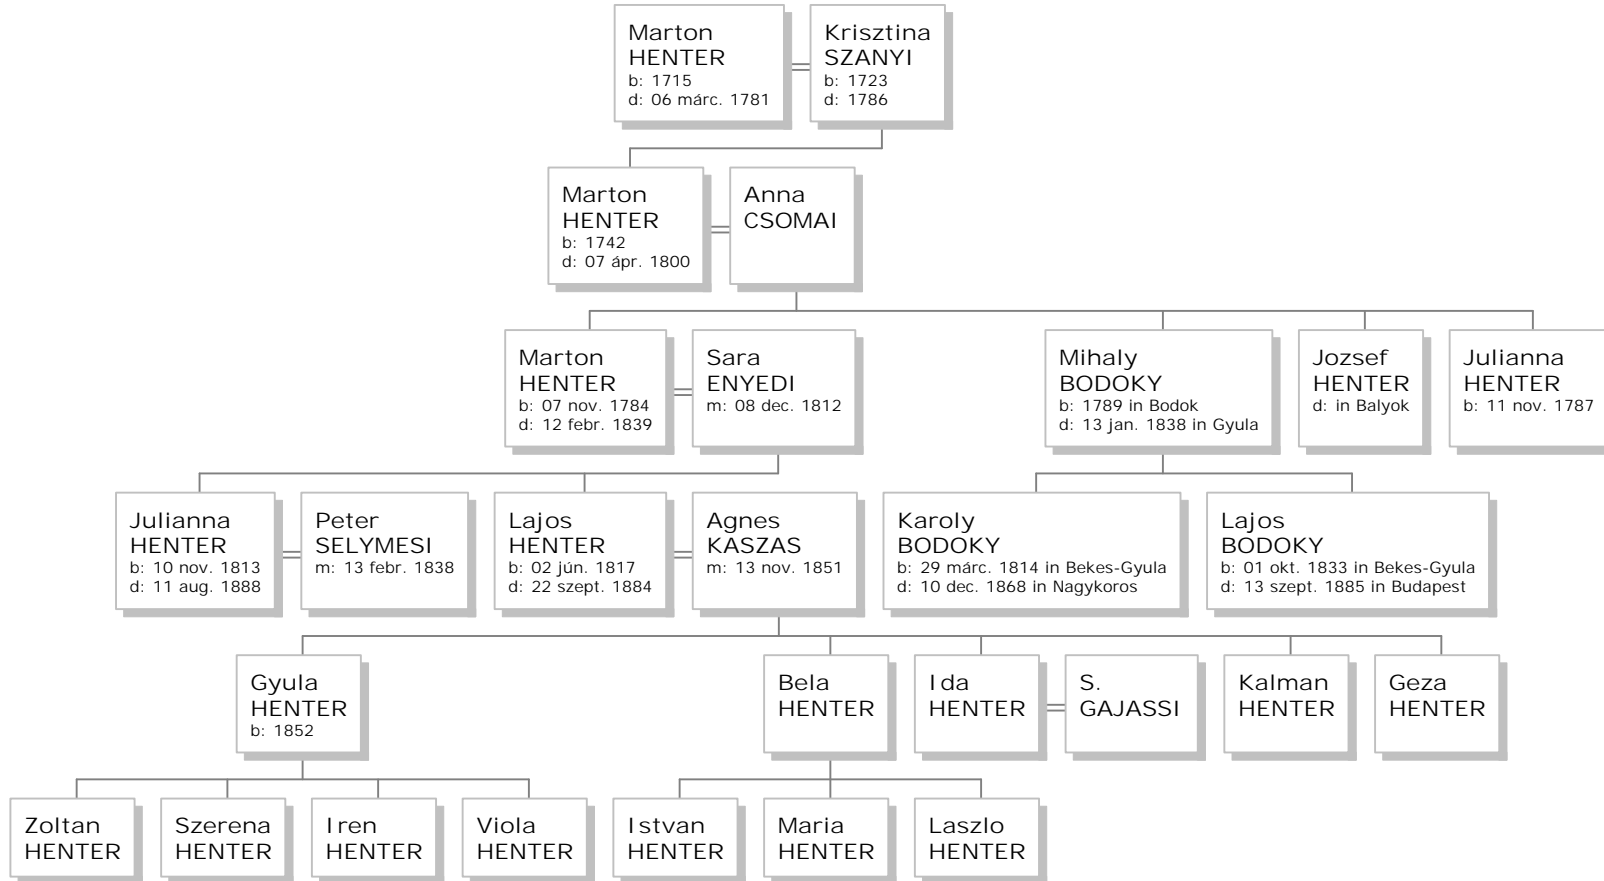 Marton
HENTER
b: 1715
d: 06 márc. 1781
Krisztina
SZANYI
b: 1723
d: 1786
Marton
HENTER
b: 1742
d: 07 ápr. 1800
Anna
CSOMAI
Marton
HENTER
b: 07 nov. 1784
d: 12 febr. 1839
Sara
ENYEDI
m: 08 dec. 1812
Mihaly
BODOKY
b: 1789 in Bodok
d: 13 jan. 1838 in Gyula
Jozsef
HENTER
d: in Balyok
Julianna
HENTER
b: 11 nov. 1787
Julianna
HENTER
b: 10 nov. 1813
d: 11 aug. 1888
Peter
SELYMESI
m: 13 febr. 1838
Lajos
HENTER
b: 02 jún. 1817
d: 22 szept. 1884
Agnes
KASZAS
m: 13 nov. 1851
Karoly
BODOKY
b: 29 márc. 1814 in Bekes-Gyula
d: 10 dec. 1868 in Nagykoros
Lajos
BODOKY
b: 01 okt. 1833 in Bekes-Gyula
d: 13 szept. 1885 in Budapest
Gyula
HENTER
b: 1852
Bela
HENTER
Ida
HENTER
S.
GAJASSI
Kalman
HENTER
Geza
HENTER
Zoltan
HENTER
Szerena
HENTER
Iren
HENTER
Viola
HENTER
Istvan
HENTER
Maria
HENTER
Laszlo
HENTER